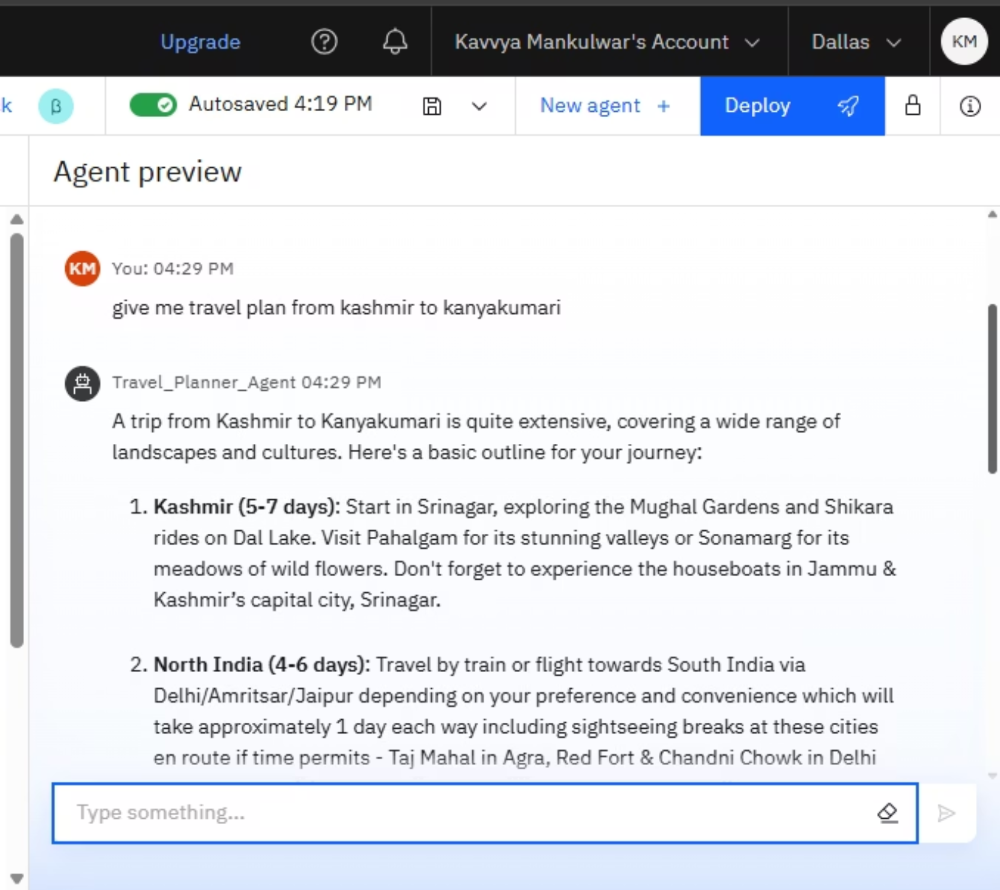 Upgrade
Kavvya Mankulwar's Account
Dallas
KM
k
β
Autosaved 4:19 PM
New agent +
Deploy
Agent preview
KM
You: 04:29 PM
give me travel plan from kashmir to kanyakumari
Travel_Planner_Agent 04:29 PM
A trip from Kashmir to Kanyakumari is quite extensive, covering a wide range of
landscapes and cultures. Here's a basic outline for your journey:
1. Kashmir (5-7 days): Start in Srinagar, exploring the Mughal Gardens and Shikara
rides on Dal Lake. Visit Pahalgam for its stunning valleys or Sonamarg for its
meadows of wild flowers. Don't forget to experience the houseboats in Jammu &
Kashmir’s capital city, Srinagar.
2. North India (4-6 days): Travel by train or flight towards South India via
Delhi/Amritsar/Jaipur depending on your preference and convenience which will
take approximately 1 day each way including sightseeing breaks at these cities
en route if time permits - Taj Mahal in Agra, Red Fort & Chandni Chowk in Delhi
Type something...